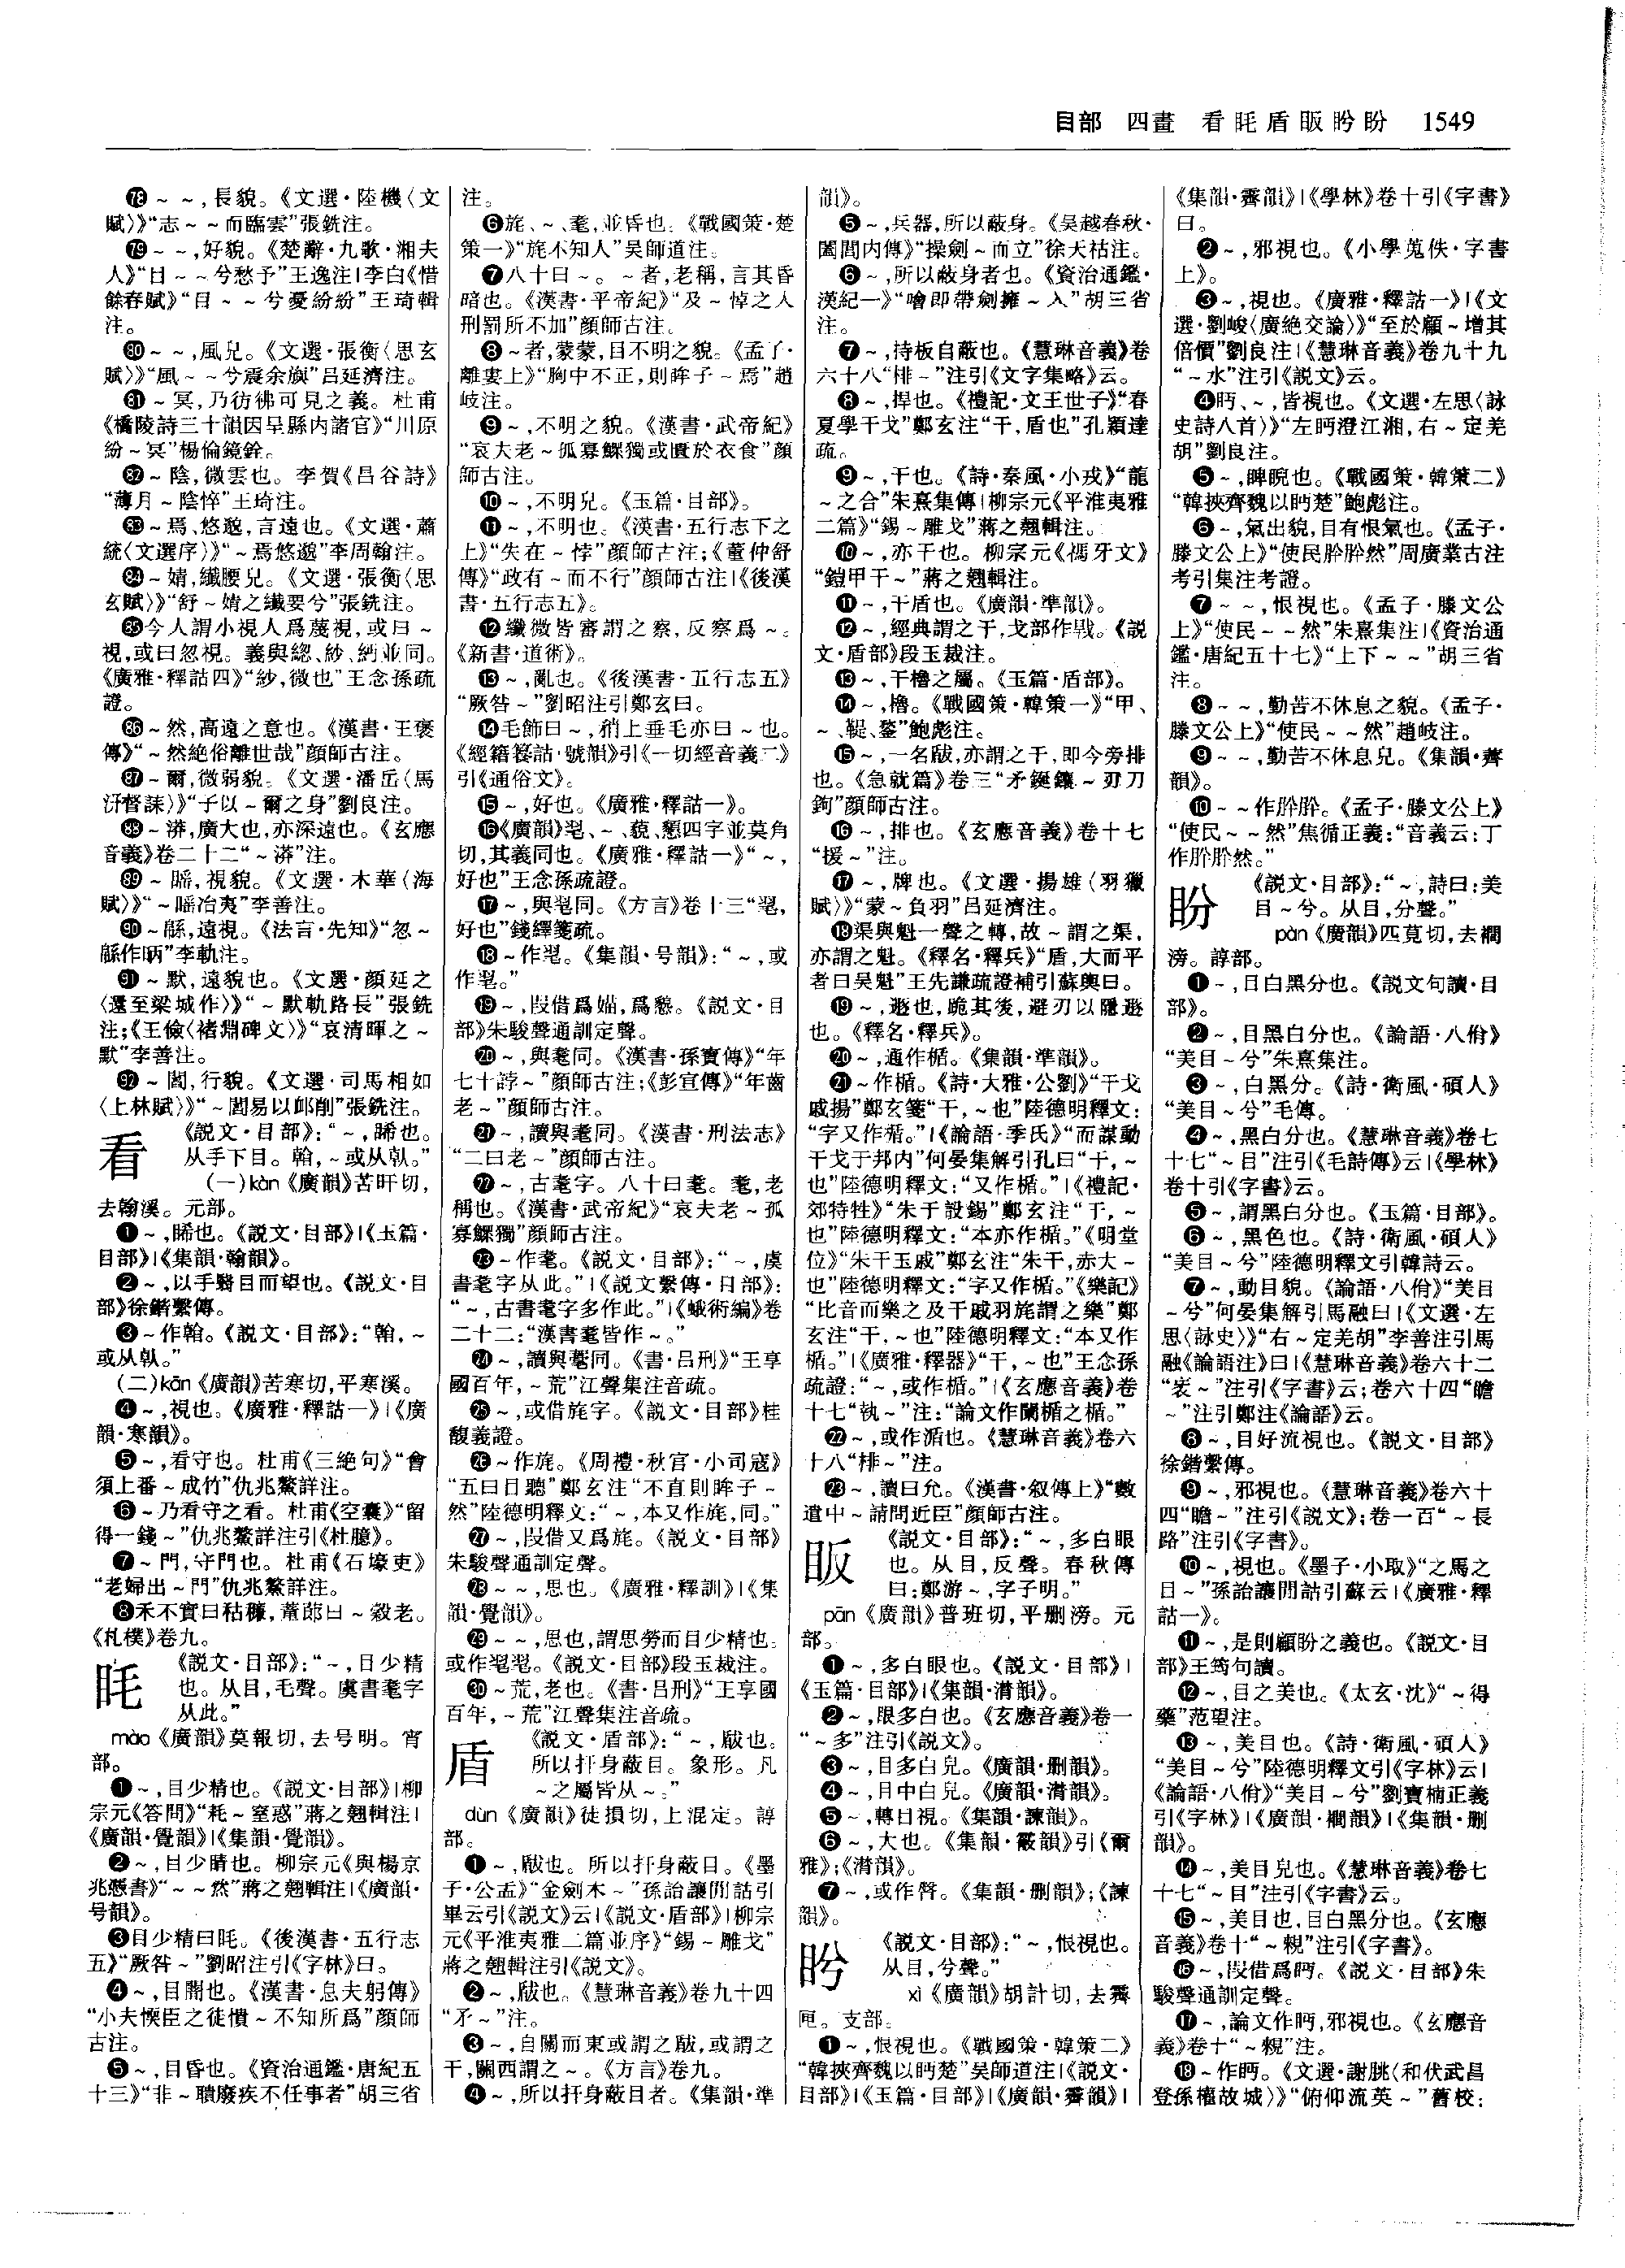 目部 四畫 看眊盾眅盻盼 1549
78～～,長貌。《文選·陸機〈文
賦〉》“志～～而臨雲”張銑注。
79～～,好貌。《楚辭·九歌·湘夫
人》“目～～兮愁予”王逸注|李白《惜
餘春賦》“目～～兮憂紛紛”王琦輯
注。
80～～,風皃。《文選·張衡〈思玄
賦〉》“風～～兮震余旟”呂延濟注。
81～冥,乃彷彿可見之義。杜甫
《橋陵詩三十韻因呈縣内諸官》“川原
紛～冥”楊倫鏡銓。
82～陰,微雲也。李賀《昌谷詩》
“薄月～陰悴”王琦注。
83～焉、悠邈,言遠也。《文選·蕭
統〈文選序〉》“～焉悠邈”李周翰注。
84～婧,纖腰皃。《文選·張衡〈思
玄賦〉》“舒～婧之纖要兮”張銑注。
85今人謂小視人爲蔑視,或曰～
視,或曰忽視。義與緫、紗、緲並同。
《廣雅·釋詁四》“紗,微也”王念孫疏
證。
86～然,高遠之意也。《漢書·王褒
傳》“～然絶俗離世哉”顔師古注。
87～爾,微弱貌。《文選·潘岳〈馬
汧督誄〉》“子以～爾之身”劉良注。
88～漭,廣大也,亦深遠也。《玄應
音義》卷二十二“～漭”注。
89～䁘,視貌。《文選·木華〈海
賦〉》“～䁘冶夷”李善注。
90～緜,遠視。《法言·先知》“忽～
緜作昞”李軌注。
91～默,遠貌也。《文選·顔延之
〈還至梁城作〉》“～默軌路長”張銑
注;《王儉〈褚淵碑文〉》“哀清暉之～
默”李善注。
92～閻,行貌。《文選·司馬相如
〈上林賦〉》“～閻易以卹削”張銑注。
看
《説文·目部》：“～,睎也。
从手下目。𥍉,～或从倝。”
(一)kàn《廣韻》苦旰切,
去翰溪。元部。
❶～,睎也。《説文·目部》|《玉篇·
目部》|《集韻·翰韻》。
❷～,以手翳目而望也。《説文·目
部》徐鍇繫傳。
❸～作𥍉。《説文·目部》：“𥍉,～
或从倝。”
(二)kān《廣韻》苦寒切,平寒溪。
❹～,視也。《廣雅·釋詁一》|《廣
韻·寒韻》。
❺～,看守也。杜甫《三絶句》“會
須上番～成竹”仇兆鰲詳注。
❻～乃看守之看。杜甫《空囊》“留
得一錢～”仇兆鰲詳注引《杜臆》。
❼～門,守門也。杜甫《石壕吏》
“老婦出～門”仇兆鰲詳注。
❽禾不實曰秙穅,藁郎曰～穀老。
《札樸》卷九。
眊
《説文·目部》：“～,目少精
也。从目,毛聲。虞書耄字
从此。”
mào《廣韻》莫報切,去号明。宵
部。
❶～,目少精也。《説文·目部》|柳
宗元《答問》“耗～窒惑”蔣之翹輯注|
《廣韻·覺韻》|《集韻·覺韻》。
❷～,目少睛也。柳宗元《與楊京
兆憑書》“～～然”蔣之翹輯注|《廣韻·
号韻》。
❸目少精曰眊。《後漢書·五行志
五》“厥咎～”劉昭注引《字林》曰。
❹～,目闇也。《漢書·息夫躬傳》
“小夫愞臣之徒憒～不知所爲”顔師
古注。
❺～,目昏也。《資治通鑑·唐紀五
十三》“非～聵廢疾不任事者”胡三省
注。
❻旄、～、耄,並昏也。《戰國策·楚
策一》“旄不知人”吴師道注。
❼八十曰～。～者,老稱,言其昏
暗也。《漢書·平帝紀》“及～悼之人
刑罰所不加”顔師古注。
❽～者,蒙蒙,目不明之貌。《孟子·
離婁上》“胸中不正,則眸子～焉”趙
岐注。
❾～,不明之貌。《漢書·武帝紀》
“哀夫老～孤寡鰥獨或匱於衣食”顔
師古注。
❿～,不明皃。《玉篇·目部》。
⓫～,不明也。《漢書·五行志下之
上》“失在～悖”顔師古注;《董仲舒
傳》“政有～而不行”顔師古注|《後漢
書·五行志五》。
⓬纖微皆審謂之察,反察爲～。
《新書·道術》。
⓭～,亂也。《後漢書·五行志五》
“厥咎～”劉昭注引鄭玄曰。
⓮毛飾曰～,稍上垂毛亦曰～也。
《經籍籑詁·號韻》引《一切經音義二》
引《通俗文》。
⓯～,好也。《廣雅·釋詁一》。
⓰《廣韻》毣、～、藐、懇四字並莫角
切,其義同也。《廣雅·釋詁一》“～,
好也”王念孫疏證。
⓱～,與毣同。《方言》卷十三“毣,
好也”錢繹箋疏。
⓲～作毣。《集韻·号韻》：“～,或
作毣。”
⓳～,叚借爲媌,爲懇。《説文·目
部》朱駿聲通訓定聲。
⓴～,與耄同。《漢書·孫寶傳》“年
七十誖～”顔師古注;《彭宣傳》“年齒
老～”顔師古注。
21～,讀與耄同。《漢書·刑法志》
“二曰老～”顔師古注。
22～,古耄字。八十曰耄。耄,老
稱也。《漢書·武帝紀》“哀夫老～孤
寡鰥獨”顔師古注。
23～作耄。《説文·目部》：“～,虞
書耄字从此。”|《説文繫傳·目部》：
“～,古書耄字多作此。”|《蛾術編》卷
二十二：“漢書耄皆作～。”
24～,讀與耄同。《書·吕刑》“王享
國百年,～荒”江聲集注音疏。
25～,或借旄字。《説文·目部》桂
馥義證。
26～作旄。《周禮·秋官·小司寇》
“五曰目聽”鄭玄注“不直則眸子～
然”陸德明釋文：“～,本又作旄,同。”
27～,叚借又爲旄。《説文·目部》
朱駿聲通訓定聲。
28～～,思也。《廣雅·釋訓》|《集
韻·覺韻》。
29～～,思也,謂思勞而目少精也。
或作毣毣。《説文·目部》段玉裁注。
30～荒,老也。《書·吕刑》“王享國
百年,～荒”江聲集注音疏。
盾
《説文·盾部》：“～,瞂也。
所以扞身蔽目。象形。凡
～之屬皆从～。”
dùn《廣韻》徒損切,上混定。諄
部。
❶～,瞂也。所以扞身蔽目。《墨
子·公孟》“金劍木～”孫詒讓閒詁引
畢云引《説文》云|《説文·盾部》|柳宗
元《平淮夷雅二篇並序》“錫～雕戈”
蔣之翹輯注引《説文》。
❷～,瞂也。《慧琳音義》卷九十四
“矛～”注。
❸～,自關而東或謂之瞂,或謂之
干,關西謂之～。《方言》卷九。
❹～,所以扞身蔽目者。《集韻·準
韻》。
❺～,兵器,所以蔽身。《吴越春秋·
闔閭内傳》“操劍～而立”徐天祜注。
❻～,所以蔽身者也。《資治通鑑·
漢紀一》“噲即帶劍擁～入”胡三省
注。
❼～,持板自蔽也。《慧琳音義》卷
六十八“排～”注引《文字集略》云。
❽～,捍也。《禮記·文王世子》“春
夏學干戈”鄭玄注“干,盾也”孔穎達
疏。
❾～,干也。《詩·秦風·小戎》“龍
～之合”朱熹集傳|柳宗元《平淮夷雅
二篇》“錫～雕戈”蔣之翹輯注。
❿～,亦干也。柳宗元《禡牙文》
“鎧甲干～”蔣之翹輯注。
⓫～,干盾也。《廣韻·準韻》。
⓬～,經典謂之干,戈部作𢧀。《説
文·盾部》段玉裁注。
⓭～,干櫓之屬。《玉篇·盾部》。
⓮～,櫓。《戰國策·韓策一》“甲、
～、鞮、鍪”鮑彪注。
⓯～,一名瞂,亦謂之干,即今旁排
也。《急就篇》卷三“矛鋋鑲～刃刀
鉤”顔師古注。
⓰～,排也。《玄應音義》卷十七
“援～”注。
⓱～,牌也。《文選·揚雄〈羽獵
賦〉》“蒙～負羽”吕延濟注。
⓲渠與魁一聲之轉,故～謂之渠,
亦謂之魁。《釋名·釋兵》“盾,大而平
者曰吴魁”王先謙疏證補引蘇輿曰。
⓳～,遯也,跪其後,避刃以隱遯
也。《釋名·釋兵》。
⓴～,通作楯。《集韻·準韻》。
21～作楯。《詩·大雅·公劉》“干戈
戚揚”鄭玄箋“干,～也”陸德明釋文：
“字又作楯。”|《論語·季氏》“而謀動
干戈于邦内”何晏集解引孔曰“干,～
也”陸德明釋文：“又作楯。”|《禮記·
郊特牲》“朱干設鍚”鄭玄注“干,～
也”陸德明釋文：“本亦作楯。”《明堂
位》“朱干玉戚”鄭玄注“朱干,赤大～
也”陸德明釋文：“字又作楯。”《樂記》
“比音而樂之及干戚羽旄謂之樂”鄭
玄注“干,～也”陸德明釋文：“本又作
楯。”|《廣雅·釋器》“干,～也”王念孫
疏證：“～,或作楯。”|《玄應音義》卷
十七“執～”注：“論文作闌楯之楯。”
22～,或作㡒也。《慧琳音義》卷六
十八“排～”注。
23～,讀曰允。《漢書·叙傳上》“數
遣中～請問近臣”顔師古注。
眅
《説文·目部》：“～,多白眼
也。从目,反聲。春秋傳
曰：鄭游～,字子明。”
pān《廣韻》普班切,平删滂。元
部。
❶～,多白眼也。《説文·目部》|
《玉篇·目部》|《集韻·潸韻》。
❷～,眼多白也。《玄應音義》卷一
“～多”注引《説文》。
❸～,目多白皃。《廣韻·删韻》。
❹～,目中白皃。《廣韻·潸韻》。
❺～,轉目視。《集韻·諫韻》。
❻～,大也。《集韻·䉵韻》引《爾
雅》;《潸韻》。
❼～,或作𥅽。《集韻·删韻》;《諫
韻》。
盻
《説文·目部》：“～,恨視也。
从目,兮聲。”
xì《廣韻》胡計切,去霽
匣。支部。
❶～,恨視也。《戰國策·韓策二》
“韓挾齊魏以眄楚”吴師道注|《説文·
目部》|《玉篇·目部》|《廣韻·霽韻》|
《集韻·霽韻》|《學林》卷十引《字書》
曰。
❷～,邪視也。《小學蒐佚·字書
上》。
❸～,視也。《廣雅·釋詁一》|《文
選·劉峻〈廣絶交論〉》“至於顧～增其
倍價”劉良注|《慧琳音義》卷九十九
“～水”注引《説文》云。
❹眄、～,皆視也。《文選·左思〈詠
史詩八首〉》“左眄澄江湘,右～定羌
胡”劉良注。
❺～,睥睨也。《戰國策·韓策二》
“韓挾齊魏以眄楚”鮑彪注。
❻～,氣出貌,目有恨氣也。《孟子·
滕文公上》“使民肹肹然”周廣業古注
考引集注考證。
❼～～,恨視也。《孟子·滕文公
上》“使民～～然”朱熹集注|《資治通
鑑·唐紀五十七》“上下～～”胡三省
注。
❽～～,勤苦不休息之貌。《孟子·
滕文公上》“使民～～然”趙岐注。
❾～～,勤苦不休息皃。《集韻·霽
韻》。
❿～～作肹肹。《孟子·滕文公上》
“使民～～然”焦循正義：“音義云：丁
作肹肹然。”
盼
《説文·目部》：“～,詩曰：美
目～兮。从目,分聲。”
pàn《廣韻》匹莧切,去襇
滂。諄部。
❶～,目白黑分也。《説文句讀·目
部》。
❷～,目黑白分也。《論語·八佾》
“美目～兮”朱熹集注。
❸～,白黑分。《詩·衛風·碩人》
“美目～兮”毛傳。
❹～,黑白分也。《慧琳音義》卷七
十七“～目”注引《毛詩傳》云|《學林》
卷十引《字書》云。
❺～,謂黑白分也。《玉篇·目部》。
❻～,黑色也。《詩·衛風·碩人》
“美目～兮”陸德明釋文引韓詩云。
❼～,動目貌。《論語·八佾》“美目
～兮”何晏集解引馬融曰|《文選·左
思〈詠史〉》“右～定羌胡”李善注引馬
融《論語注》曰|《慧琳音義》卷六十二
“裳～”注引《字書》云;卷六十四“瞻
～”注引鄭注《論語》云。
❽～,目好流視也。《説文·目部》
徐鍇繫傳。
❾～,邪視也。《慧琳音義》卷六十
四“瞻～”注引《説文》;卷一百“～長
路”注引《字書》。
❿～,視也。《墨子·小取》“之馬之
目～”孫詒讓閒詁引蘇云|《廣雅·釋
詁一》。
⓫～,是則顧盼之義也。《説文·目
部》王筠句讀。
⓬～,目之美也。《太玄·沈》“～得
藥”范望注。
⓭～,美目也。《詩·衛風·碩人》
“美目～兮”陸德明釋文引《字林》云|
《論語·八佾》“美目～兮”劉寶楠正義
引《字林》|《廣韻·襇韻》|《集韻·删
韻》。
⓮～,美目皃也。《慧琳音義》卷七
十七“～目”注引《字書》云。
⓯～,美目也,目白黑分也。《玄應
音義》卷十“～䙿”注引《字書》。
⓰～,叚借爲眄。《説文·目部》朱
駿聲通訓定聲。
⓱～,論文作眄,邪視也。《玄應音
義》卷十“～䙿”注。
⓲～作眄。《文選·謝朓〈和伏武昌
登孫權故城〉》“俯仰流英～”舊校：